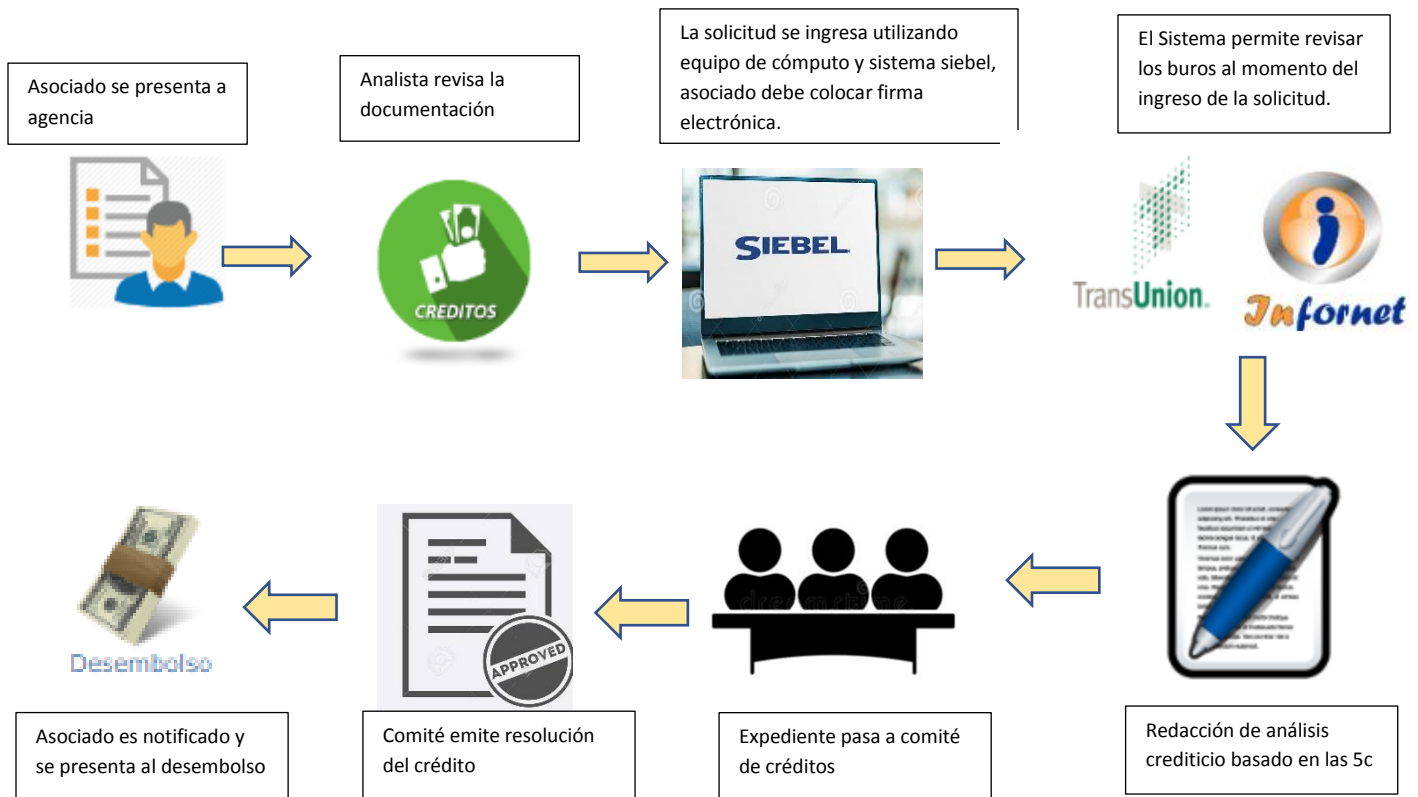 Asociado se presenta a
agencia
Analista revisa la
documentación
La solicitud se ingresa utilizando
equipo de cómputo y sistema siebel,
asociado debe colocar firma
electrónica.
El Sistema permite revisar
los buros al momento del
ingreso de la solicitud.
CREDITOS
SIEBEL
TransUnion.
Infornet
Redacción de análisis
crediticio basado en las 5c
dreamstime
Expediente pasa a comité
de créditos
APPROVED
Comité emite resolución
del crédito
Desembolso
Asociado es notificado y
se presenta al desembolso